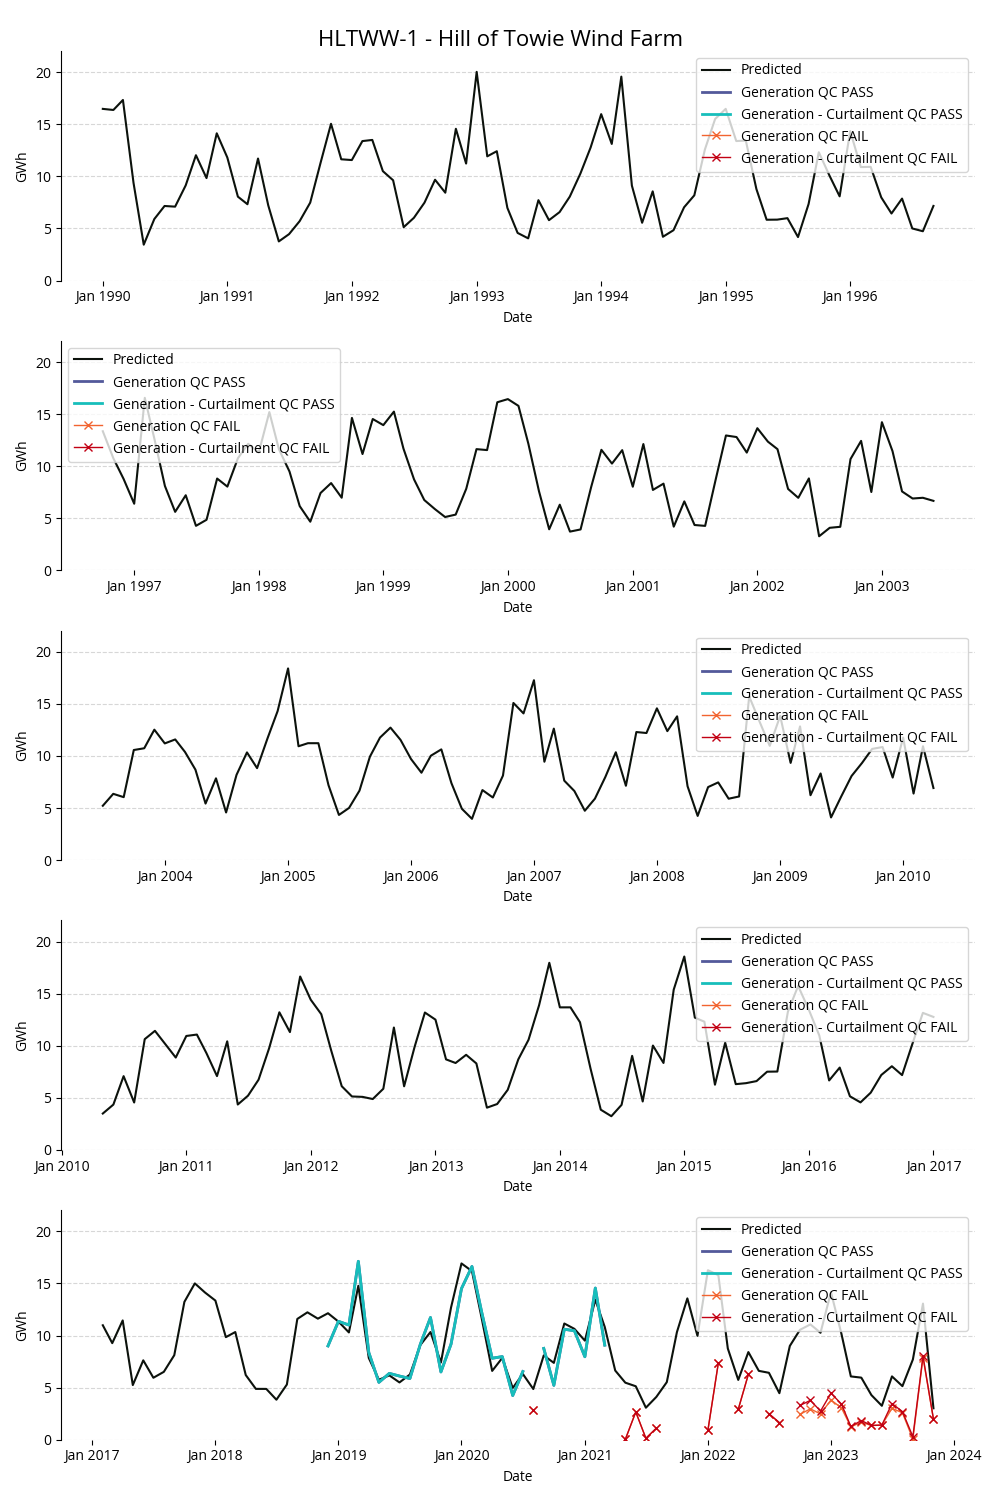 HLTWW-1 - Hill of Towie Wind Farm
GWh
20
15
10
5
0
Predicted
Generation QC PASS
Generation - Curtailment QC PASS
Generation QC FAIL
Generation - Curtailment QC FAIL
Jan 1990
Jan 1991
Jan 1992
Jan 1993
Jan 1994
Jan 1995
Jan 1996
Date
GWh
20
15
10
5
0
Predicted
Generation QC PASS
Generation - Curtailment QC PASS
Generation QC FAIL
Generation - Curtailment QC FAIL
Jan 1997
Jan 1998
Jan 1999
Jan 2000
Jan 2001
Jan 2002
Jan 2003
Date
GWh
20
15
10
5
0
Predicted
Generation QC PASS
Generation - Curtailment QC PASS
Generation QC FAIL
Generation - Curtailment QC FAIL
Jan 2004
Jan 2005
Jan 2006
Jan 2007
Jan 2008
Jan 2009
Jan 2010
Date
GWh
20
15
10
5
0
Predicted
Generation QC PASS
Generation - Curtailment QC PASS
Generation QC FAIL
Generation - Curtailment QC FAIL
Jan 2010
Jan 2011
Jan 2012
Jan 2013
Jan 2014
Jan 2015
Jan 2016
Jan 2017
Date
GWh
20
15
10
5
0
Predicted
Generation QC PASS
Generation - Curtailment QC PASS
Generation QC FAIL
Generation - Curtailment QC FAIL
Jan 2017
Jan 2018
Jan 2019
Jan 2020
Jan 2021
Jan 2022
Jan 2023
Jan 2024
Date